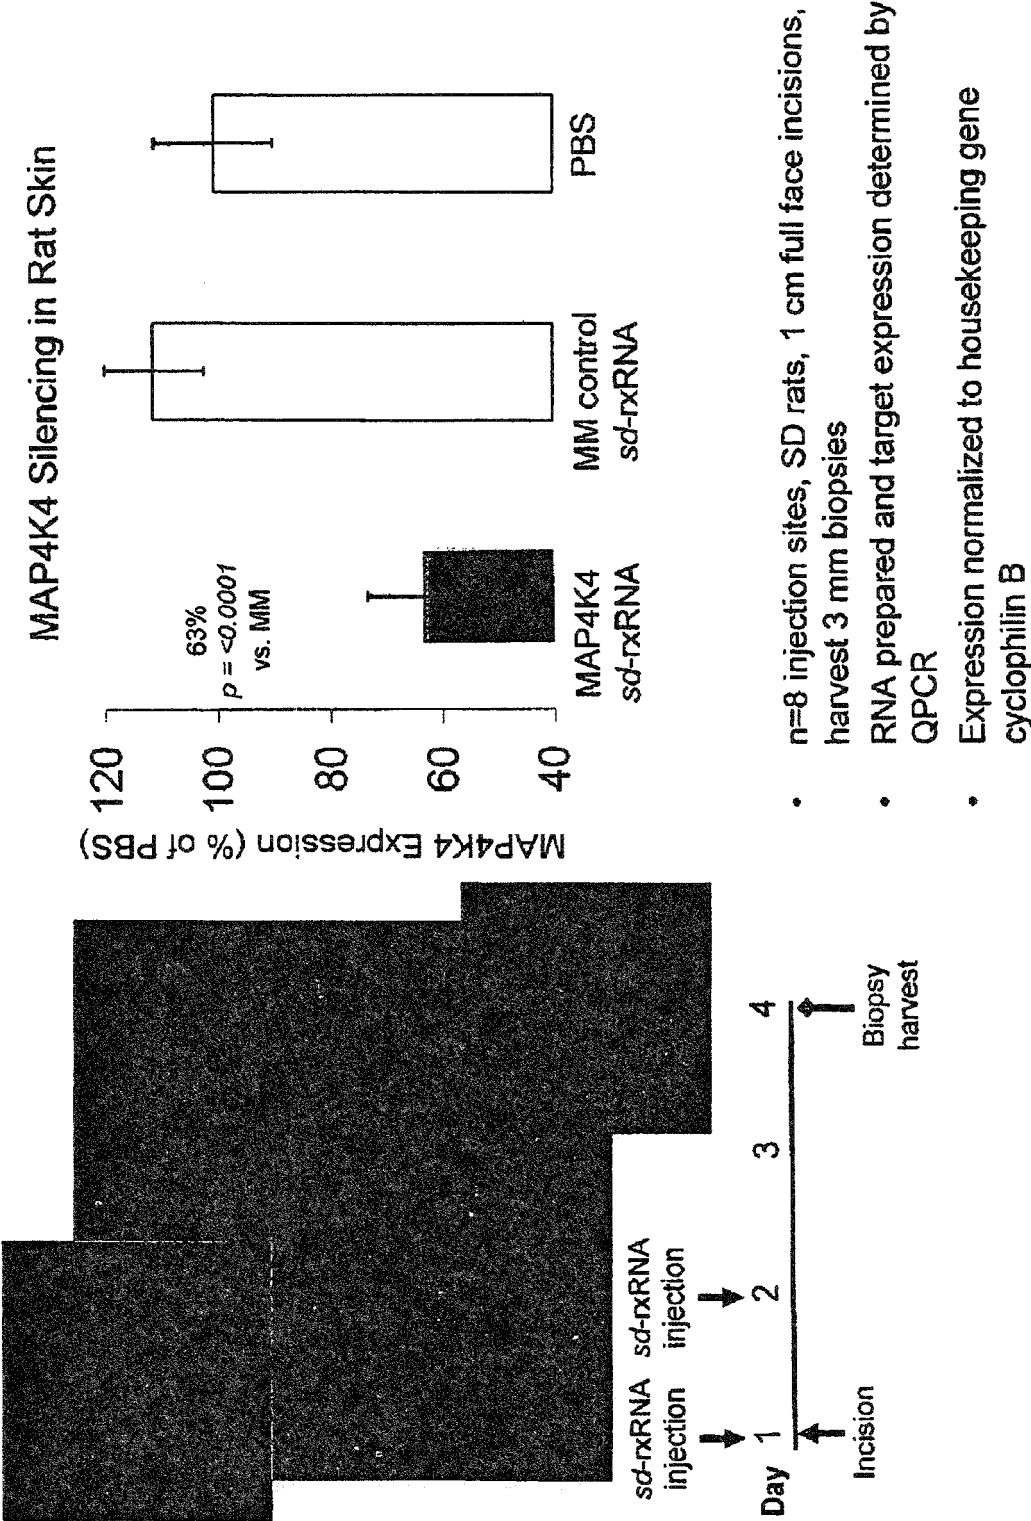 MAP4K4 Silencing in Rat Skin
MAP4K4 Expression (% of PBS)
120
100
80
60
40
63%
p = <0.0001
vs. MM
MAP4K4
sd-rxRNA
MM control
sd-rxRNA
PBS
sd-rxRNA
injection
sd-rxRNA
injection
Day
1
2
3
4
Incision
Biopsy
harvest
• n=8 injection sites, SD rats, 1 cm full face incisions,
harvest 3 mm biopsies
• RNA prepared and target expression determined by
QPCR
• Expression normalized to housekeeping gene
cyclophilin B